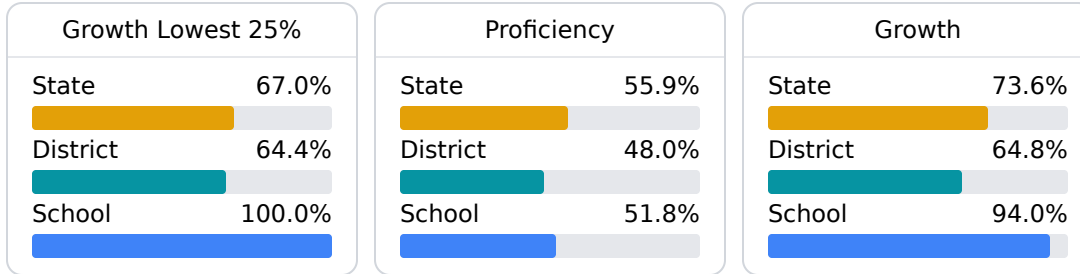 Growth Lowest 25%
State 67.0%
District 64.4%
School 100.0%
Proficiency
State 55.9%
District 48.0%
School 51.8%
Growth
State 73.6%
District 64.8%
School 94.0%